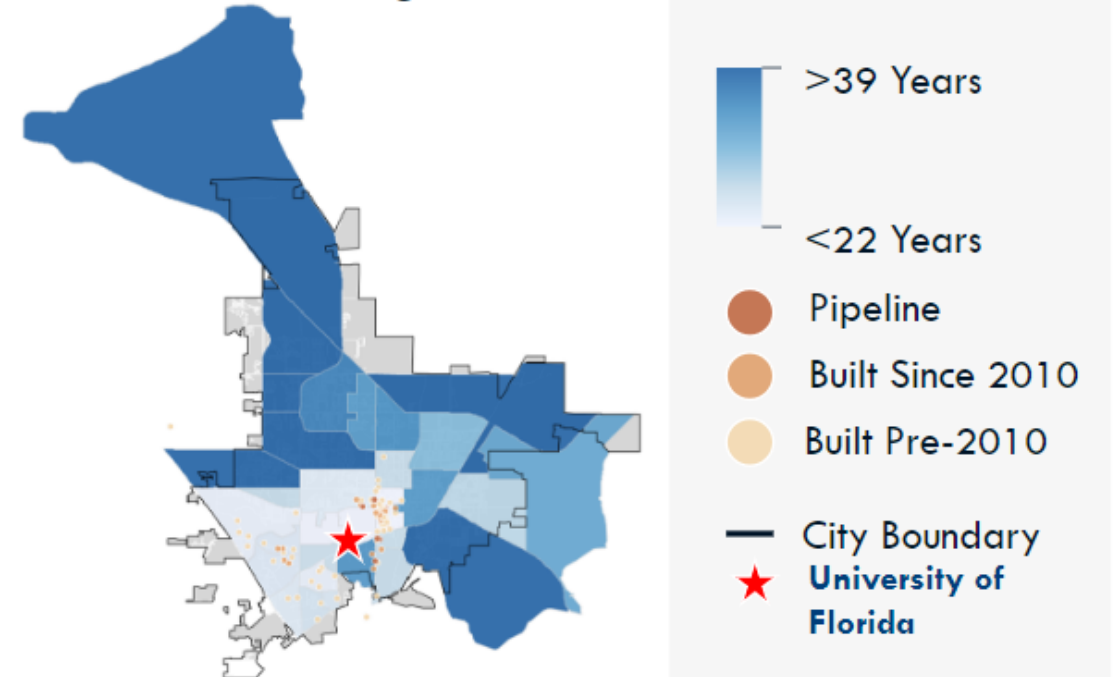 >39 Years
<22 Years
Pipeline
Built Since 2010
Built Pre-2010
City Boundary
University of
Florida